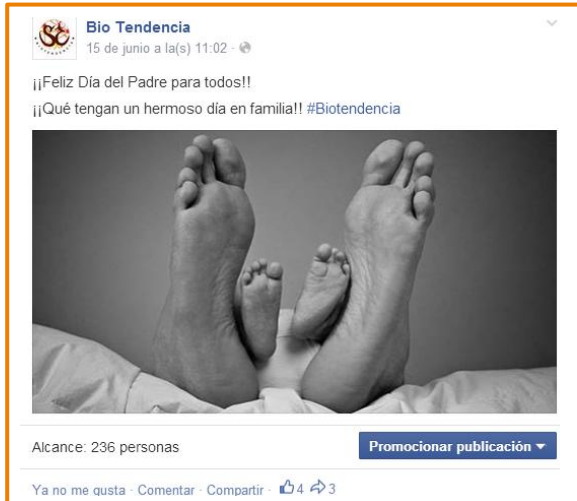 Bio Tendencia
15 de junio a la(s) 11:02 ·
¡¡Feliz Día del Padre para todos!!
¡¡Qué tengan un hermoso día en familia!! #Biotendencia
Alcance: 236 personas
Promocionar publicación
Ya no me gusta · Comentar · Compartir · 4 3